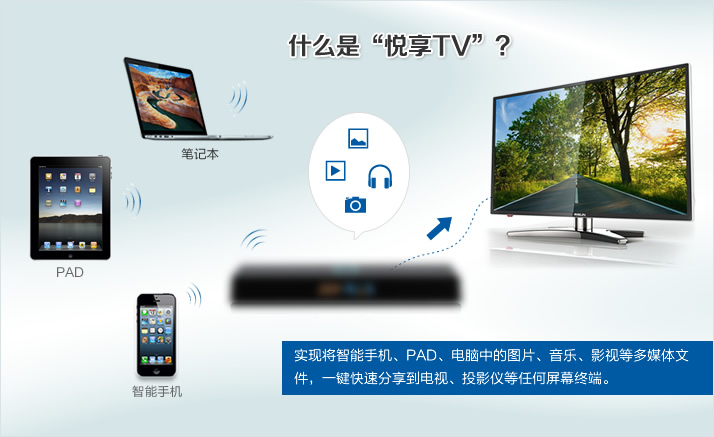 什么是“悦享TV”？
笔记本
PAD
智能手机
实现将智能手机、PAD、电脑中的图片、音乐、影视等多媒体文
件，一键快速分享到电视、投影仪等任何屏幕终端。